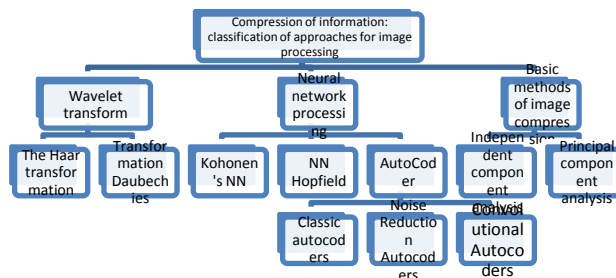 Compression of information:
classification of approaches for image
processing
Wavelet
transform
Neural
network
processi
ng
Basic
methods
of image
compres
sion
The Haar
transfor
mation
Transfor
mation
Daubech
ies
Kohonen
's NN
NN
Hopfield
AutoCod
er
Indepen
dent
compon
ent
analysis
Principal
compon
ent
analysis
Classic
autocod
ers
Noise
Reductio
n
Autocod
ers
Convol
utional
Autoco
ders